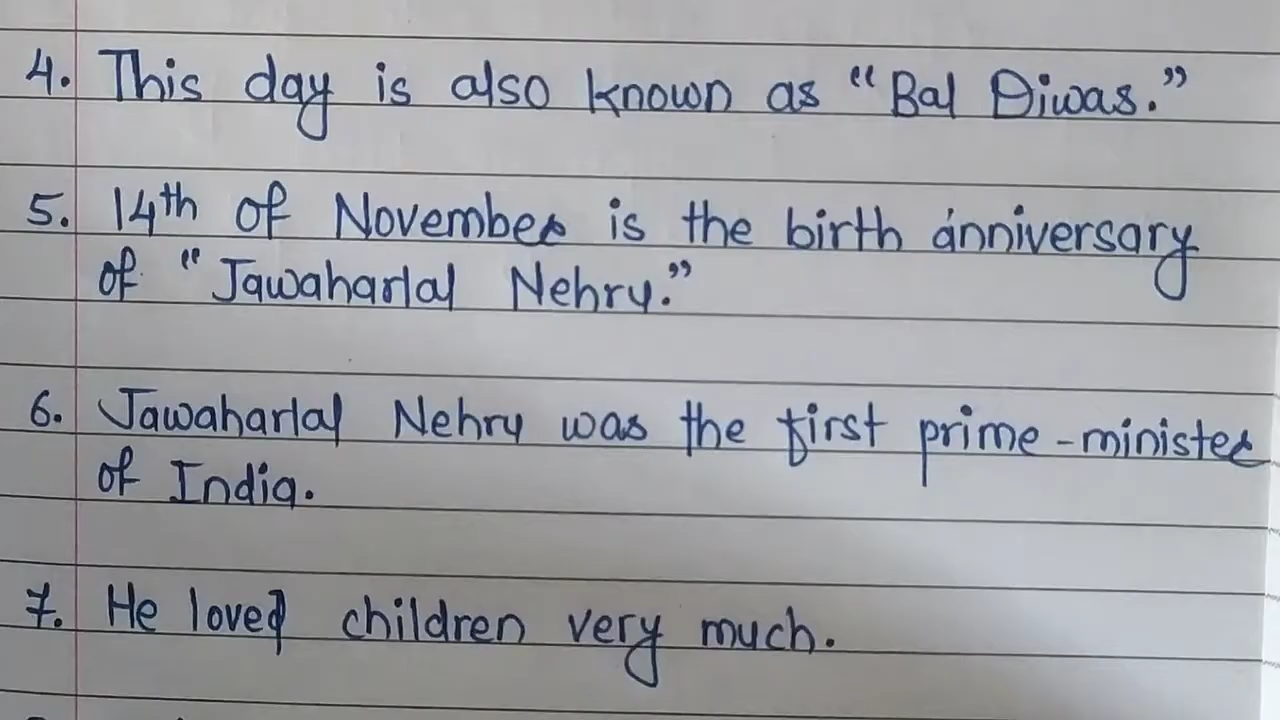 4. This day is also known as "Bal Diwas."
5. 14th of November is the birth anniversary
of "Jawaharlal Nehru."
6. Jawaharlal Nehru was the first prime-minister
of India.
7. He loved children very much.